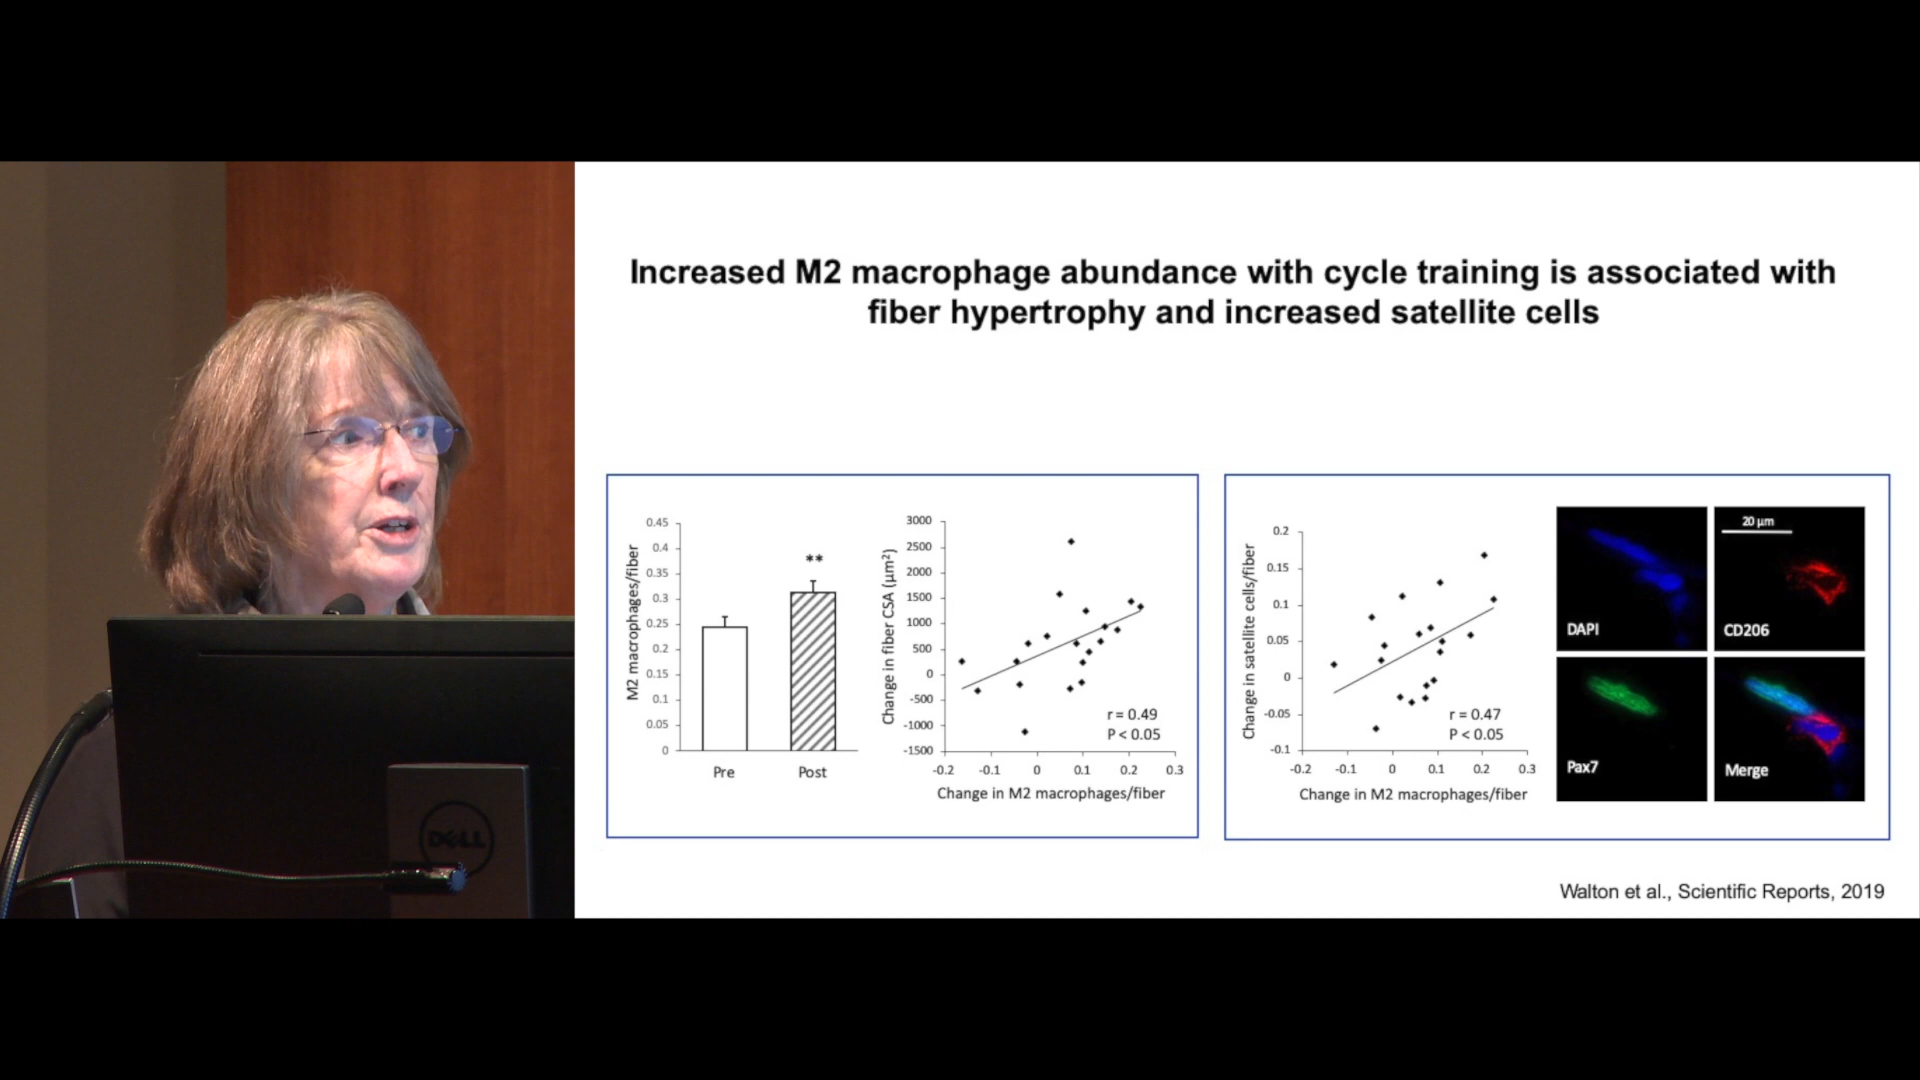 Increased M2 macrophage abundance with cycle training is associated with
fiber hypertrophy and increased satellite cells
M2 macrophages/fiber
0.45
0.4
0.35
0.3
0.25
0.2
0.15
0.1
0.05
0
**
Pre
Post
Change in fiber CSA (µm²)
3000
2500
2000
1500
1000
500
0
-500
-1000
-1500
r = 0.49
P < 0.05
-0.2
-0.1
0
0.1
0.2
0.3
Change in M2 macrophages/fiber
Change in satellite cells/fiber
0.2
0.15
0.1
0.05
0
-0.05
-0.1
r = 0.47
P < 0.05
-0.2
-0.1
0
0.1
0.2
0.3
Change in M2 macrophages/fiber
DAPI
20 µm
CD206
Pax7
Merge
Walton et al., Scientific Reports, 2019
DELL